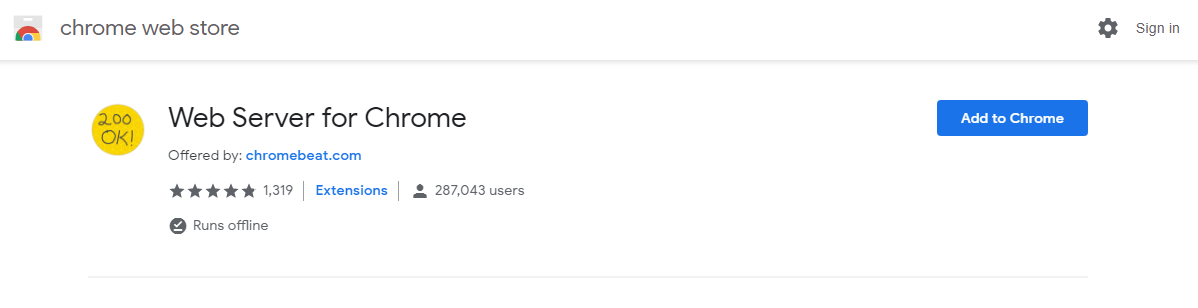 chrome web store
Sign in
200
OK!
Web Server for Chrome
Add to Chrome
Offered by: chromebeat.com
1,319 Extensions 287,043 users
Runs offline